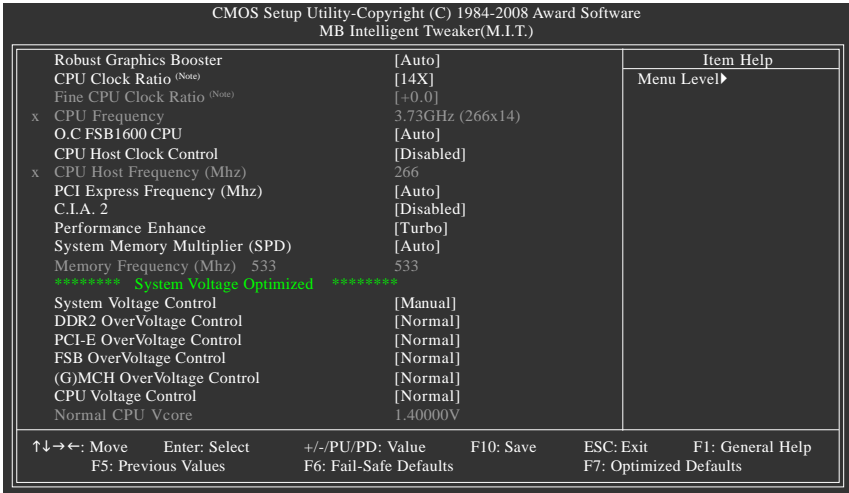 CMOS Setup Utility-Copyright (C) 1984-2008 Award Software
MB Intelligent Tweaker(M.I.T.)
Robust Graphics Booster [Auto]
CPU Clock Ratio (Note) [14X]
Fine CPU Clock Ratio (Note) [+0.0]
x CPU Frequency 3.73GHz (266x14)
O.C FSB1600 CPU [Auto]
CPU Host Clock Control [Disabled]
x CPU Host Frequency (Mhz) 266
PCI Express Frequency (Mhz) [Auto]
C.I.A. 2 [Disabled]
Performance Enhance [Turbo]
System Memory Multiplier (SPD) [Auto]
Memory Frequency (Mhz) 533 533
******** System Voltage Optimized ********
System Voltage Control [Manual]
DDR2 OverVoltage Control [Normal]
PCI-E OverVoltage Control [Normal]
FSB OverVoltage Control [Normal]
(G)MCH OverVoltage Control [Normal]
CPU Voltage Control [Normal]
Normal CPU Vcore 1.40000V
Item Help
Menu Level▶
↑↓→←: Move Enter: Select +/-/PU/PD: Value F10: Save ESC: Exit F1: General Help
F5: Previous Values F6: Fail-Safe Defaults F7: Optimized Defaults